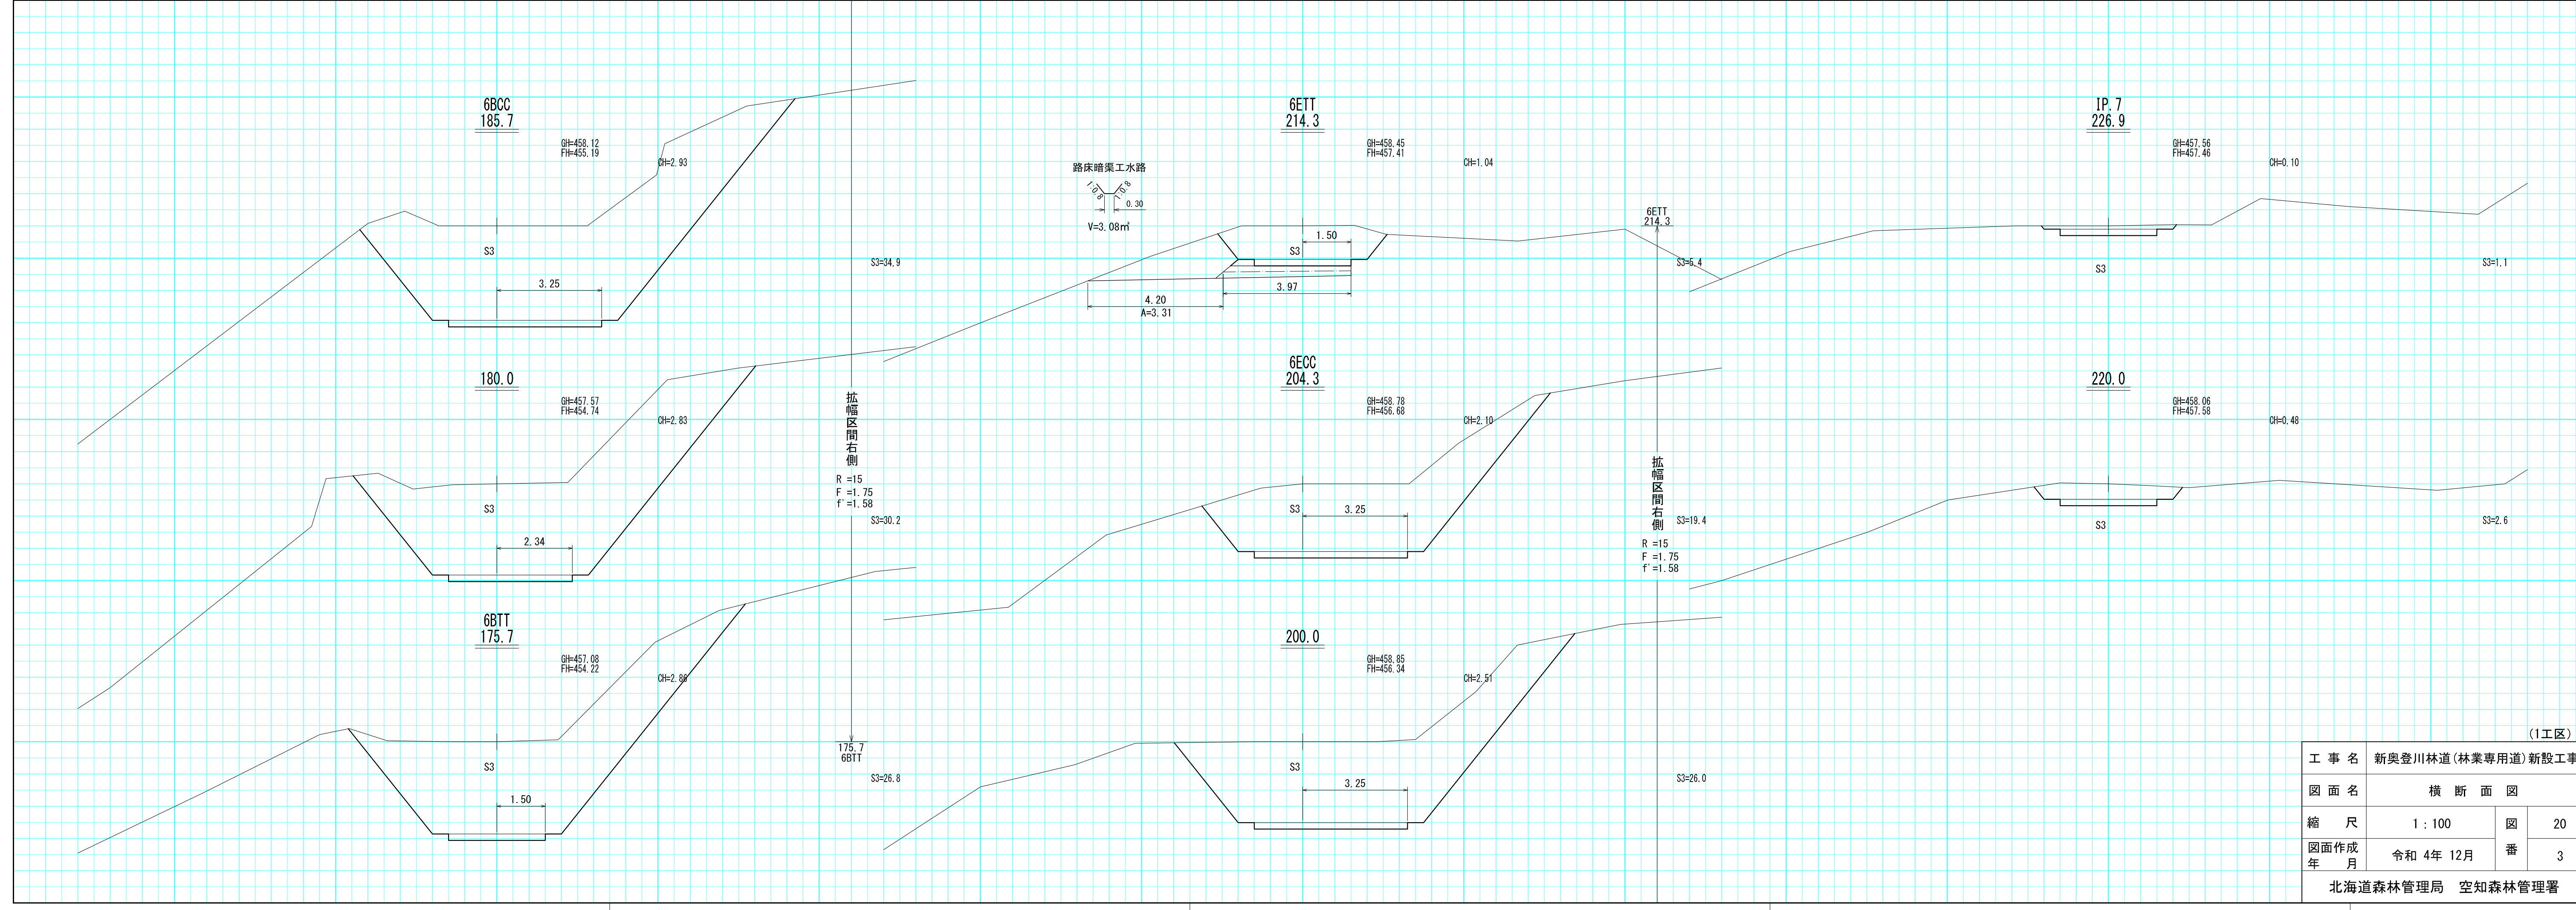 6BCC
185.7
GH=458.12
FH=455.19
CH=2.93
S3
3.25
S3=34.9
180.0
GH=457.57
FH=454.74
CH=2.83
S3
2.34
S3=30.2
6BTT
175.7
GH=457.08
FH=454.22
CH=2.86
S3
1.50
S3=26.8
拡幅区間右側
R =15
F =1.75
f'=1.58
175.7
6BTT
6ETT
214.3
GH=458.45
FH=457.41
CH=1.04
路床暗渠工水路
1:0.8
1:0.8
0.30
V=3.08㎥
1.50
S3
3.97
4.20
A=3.31
S3=5.4
6ECC
204.3
GH=458.78
FH=456.68
CH=2.10
S3
3.25
S3=19.4
200.0
GH=458.85
FH=456.34
CH=2.51
S3
3.25
S3=26.0
6ETT
214.3
拡幅区間右側
R =15
F =1.75
f'=1.58
IP.7
226.9
GH=457.56
FH=457.46
CH=0.10
S3
S3=1.1
220.0
GH=458.06
FH=457.58
CH=0.48
S3
S3=2.6
(1工区)
工事名 新奥登川林道(林業専用道)新設工事
図面名 横断面図
縮尺 1:100 図番 20
図面作成年月 令和 4年 12月 3
北海道森林管理局 空知森林管理署